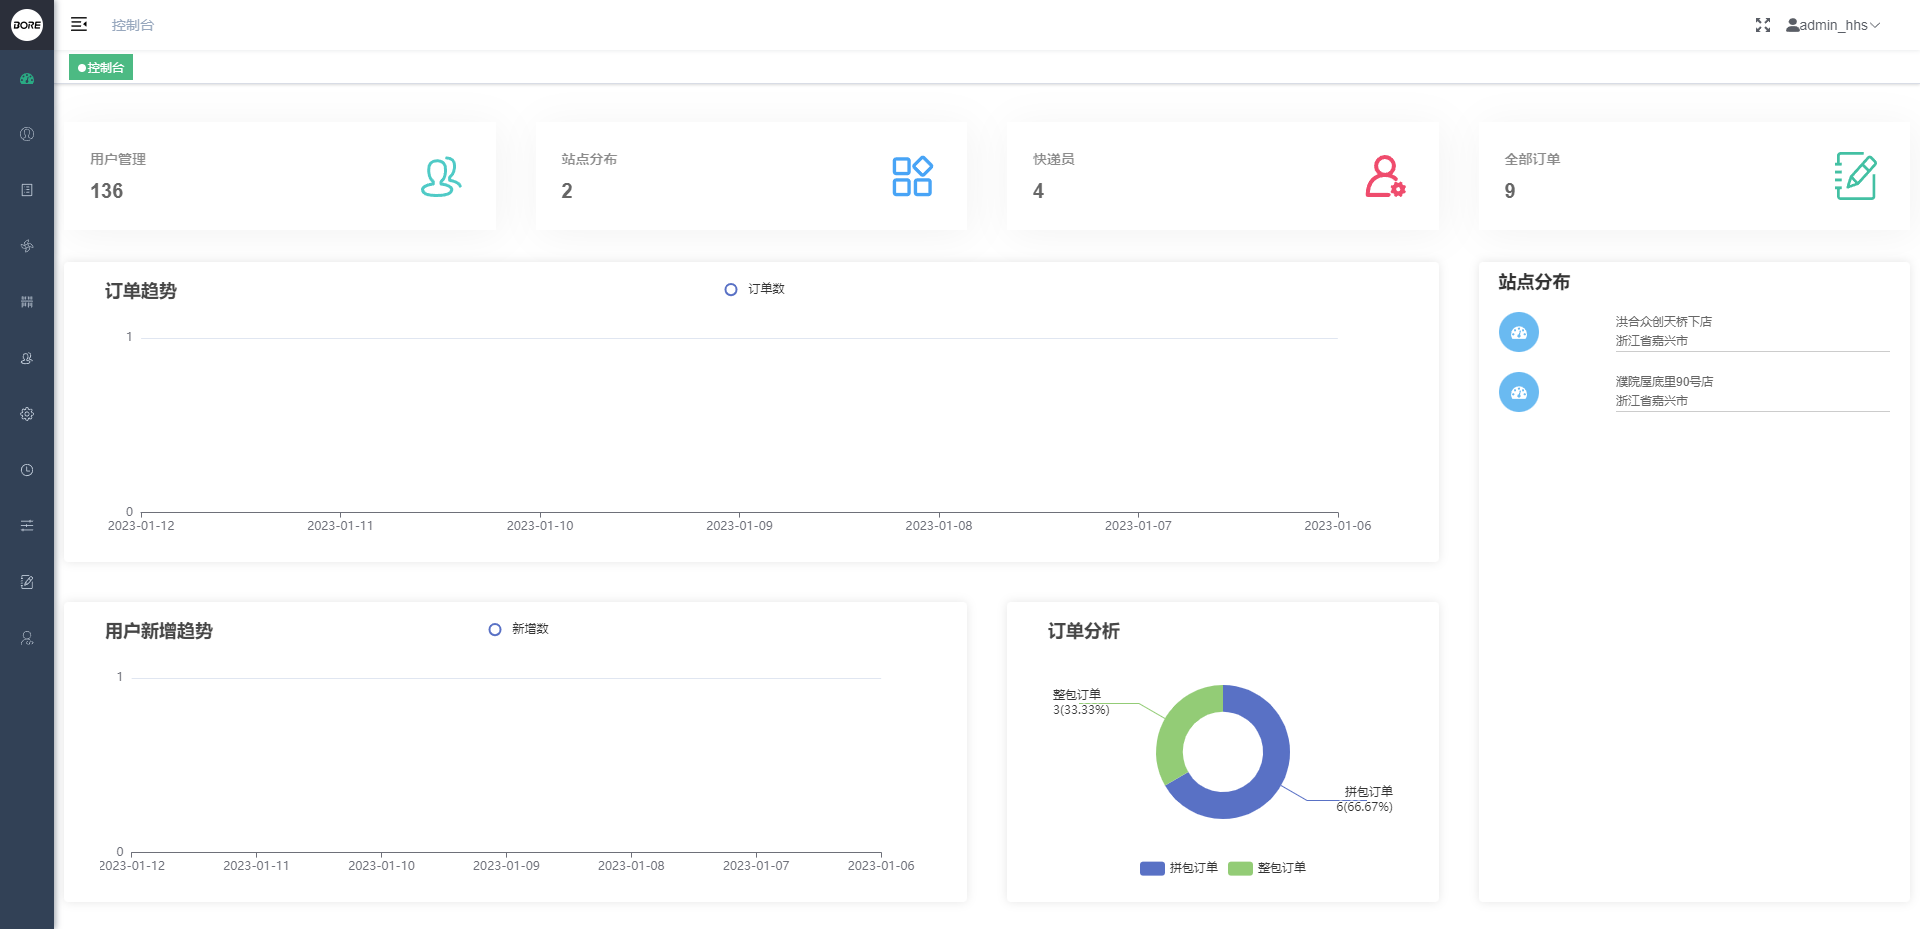 BORE
控制台
admin_hhs
控制台
用户管理
136
站点分布
2
快递员
4
全部订单
9
订单趋势
订单数
1
0
2023-01-12
2023-01-11
2023-01-10
2023-01-09
2023-01-08
2023-01-07
2023-01-06
站点分布
洪合众创天桥下店
浙江省嘉兴市
濮院屋底里90号店
浙江省嘉兴市
用户新增趋势
新增数
1
0
2023-01-12
2023-01-11
2023-01-10
2023-01-09
2023-01-08
2023-01-07
2023-01-06
订单分析
整包订单
3(33.33%)
拼包订单
6(66.67%)
拼包订单
整包订单